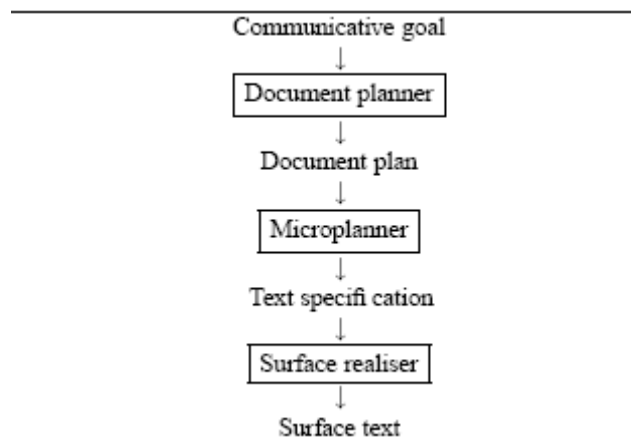 Communicative goal
Document planner
Document plan
Microplanner
Text specifi cation
Surface realiser
Surface text